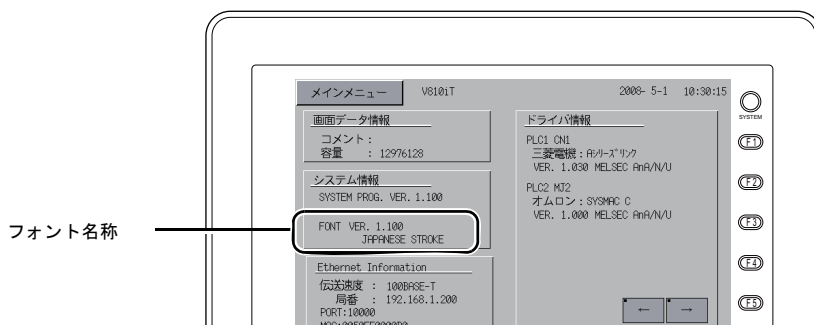 メインメニュー V810iT 2008- 5-1 10:30:15
SYSTEM
画面データ情報
コメント:
容量 : 12976128
システム情報
SYSTEM PROG. VER. 1.100
FONT VER. 1.100
JAPANESE STROKE
Ethernet Information
伝送速度 : 100BASE-T
局番 : 192.168.1.200
PORT:10000
ドライバ情報
PLC1 CN1
三菱電機:Aｼﾘｰｽﾞﾘﾝｸ
VER. 1.030 MELSEC AnA/N/U
PLC2 MJ2
オムロン:SYSMAC C
VER. 1.000 MELSEC AnA/N/U
← →
F1
F2
F3
F4
F5
フォント名称